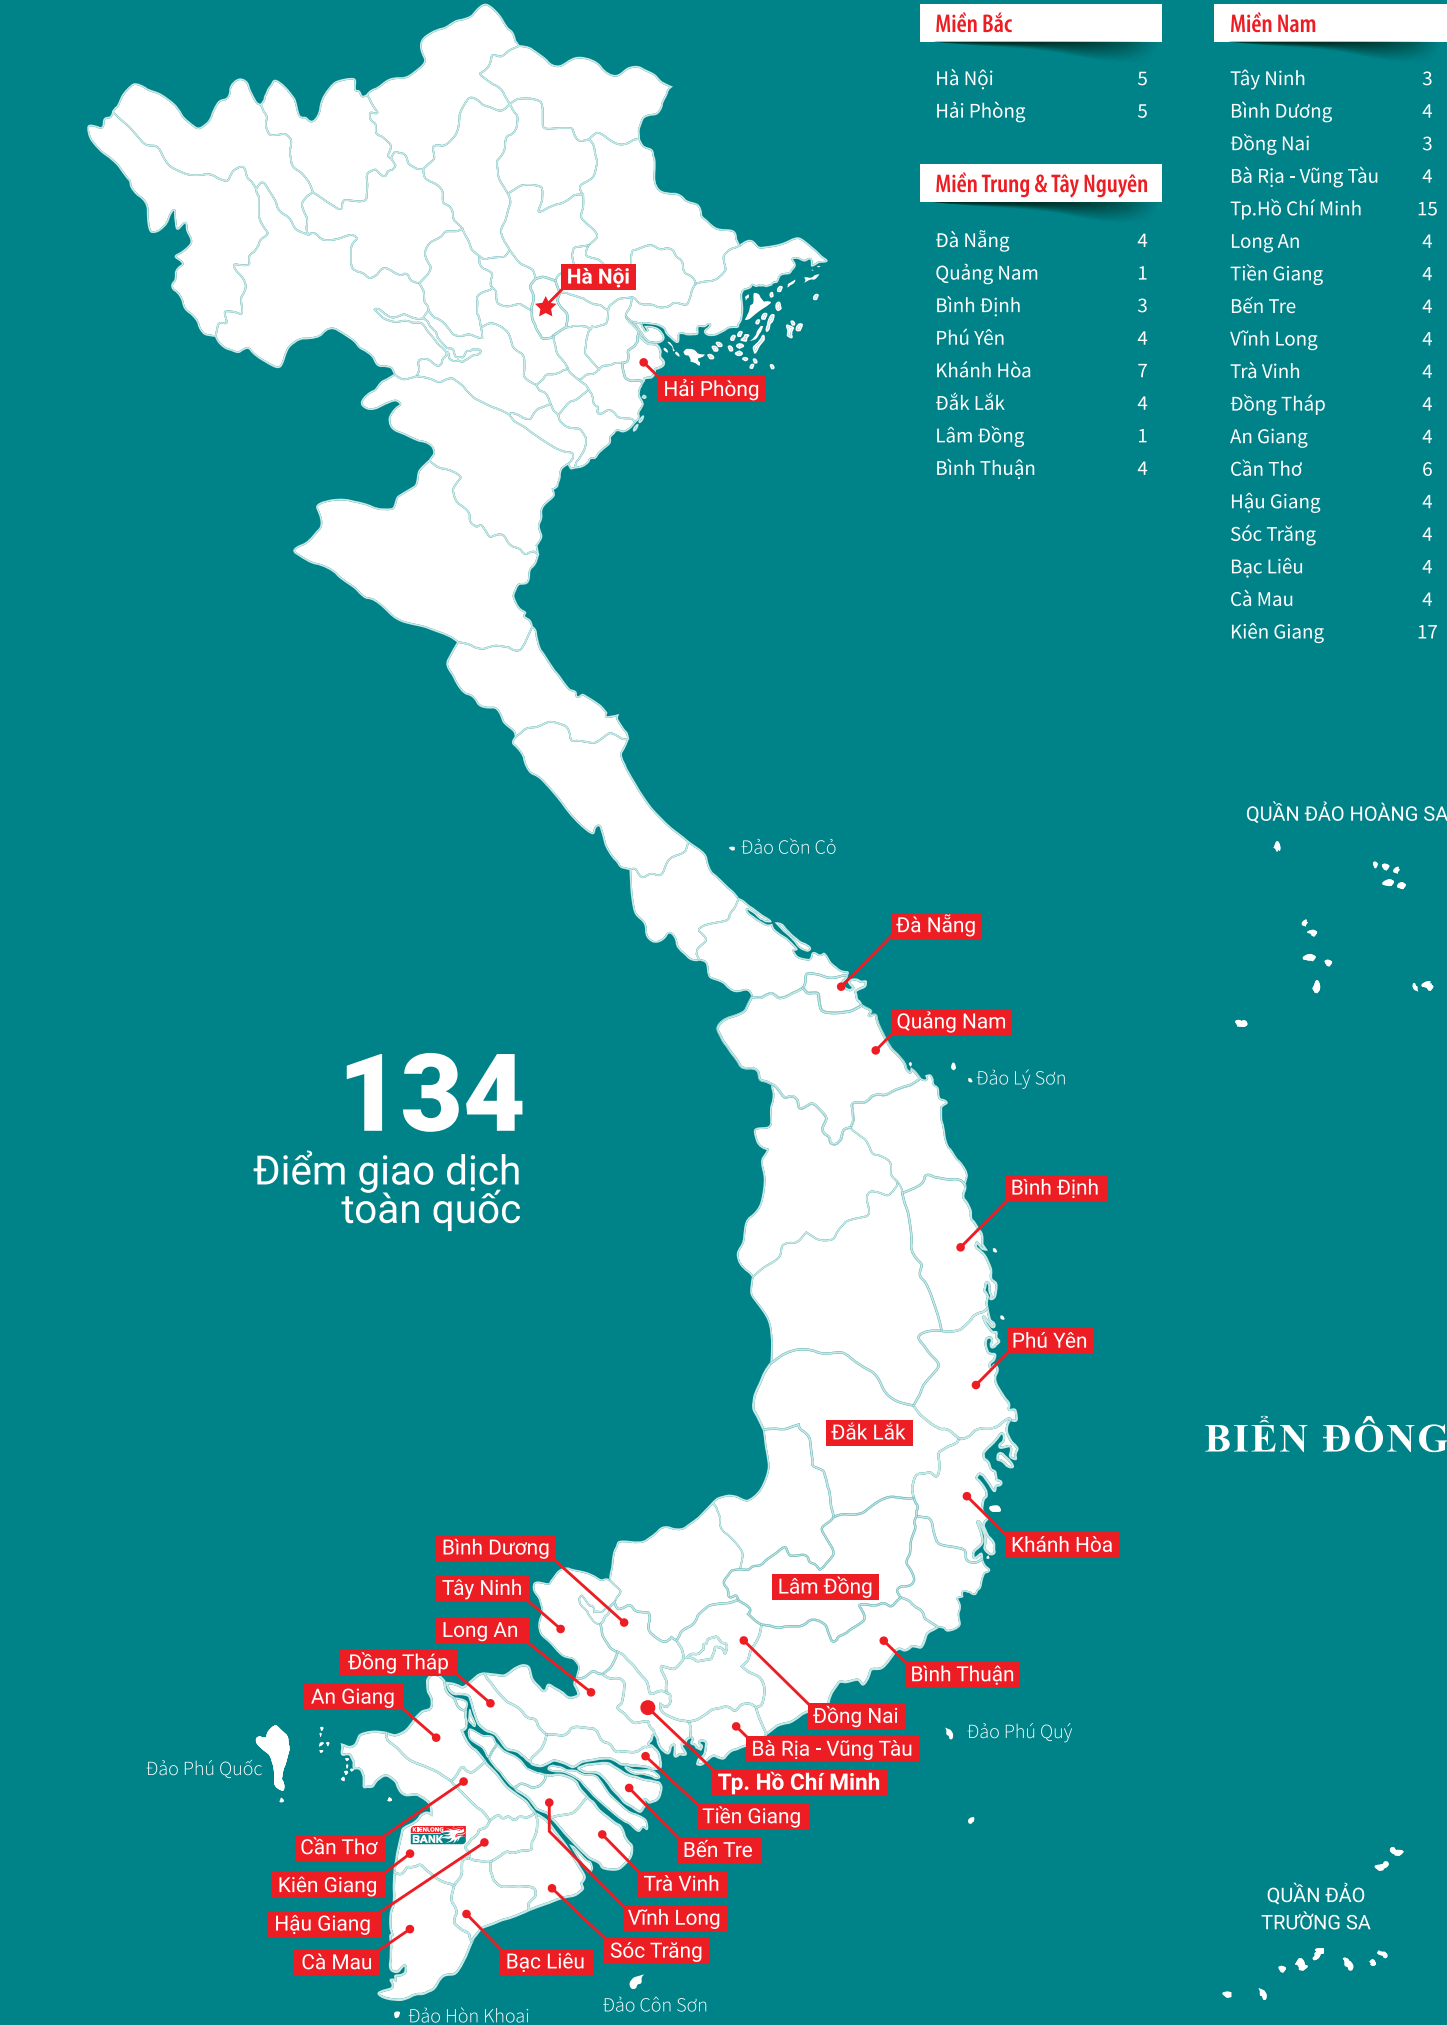 Miền Bắc
Hà Nội 5
Hải Phòng 5
Miền Trung & Tây Nguyên
Đà Nẵng 4
Quảng Nam 1
Bình Định 3
Phú Yên 4
Khánh Hòa 7
Đắk Lắk 4
Lâm Đồng 1
Bình Thuận 4
Miền Nam
Tây Ninh 3
Bình Dương 4
Đồng Nai 3
Bà Rịa - Vũng Tàu 4
Tp.Hồ Chí Minh 15
Long An 4
Tiền Giang 4
Bến Tre 4
Vĩnh Long 4
Trà Vinh 4
Đồng Tháp 4
An Giang 4
Cần Thơ 6
Hậu Giang 4
Sóc Trăng 4
Bạc Liêu 4
Cà Mau 4
Kiên Giang 17
Hà Nội
Hải Phòng
QUẦN ĐẢO HOÀNG SA
Đảo Cồn Cỏ
Đà Nẵng
Quảng Nam
Đảo Lý Sơn
134
Điểm giao dịch
toàn quốc
Bình Định
Phú Yên
Đắk Lắk
BIỂN ĐÔNG
Khánh Hòa
Bình Dương
Tây Ninh
Lâm Đồng
Long An
Đồng Tháp
Bình Thuận
An Giang
Đồng Nai
Đảo Phú Quý
Bà Rịa - Vũng Tàu
Đảo Phú Quốc
Tp. Hồ Chí Minh
Tiền Giang
KIENLONG
BANK
Cần Thơ
Bến Tre
Kiên Giang
Trà Vinh
Hậu Giang
Vĩnh Long
QUẦN ĐẢO
TRƯỜNG SA
Cà Mau
Bạc Liêu
Sóc Trăng
Đảo Côn Sơn
Đảo Hòn Khoai